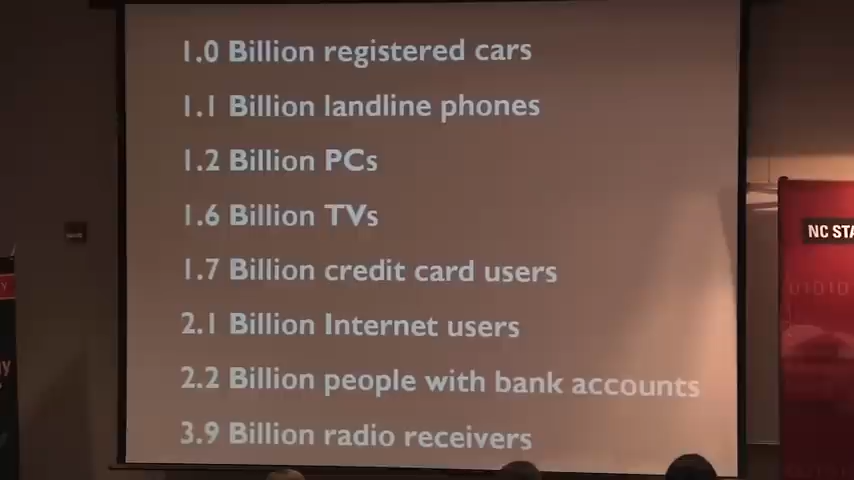 1.0 Billion registered cars
1.1 Billion landline phones
1.2 Billion PCs
1.6 Billion TVs
1.7 Billion credit card users
2.1 Billion Internet users
2.2 Billion people with bank accounts
3.9 Billion radio receivers
NC STA